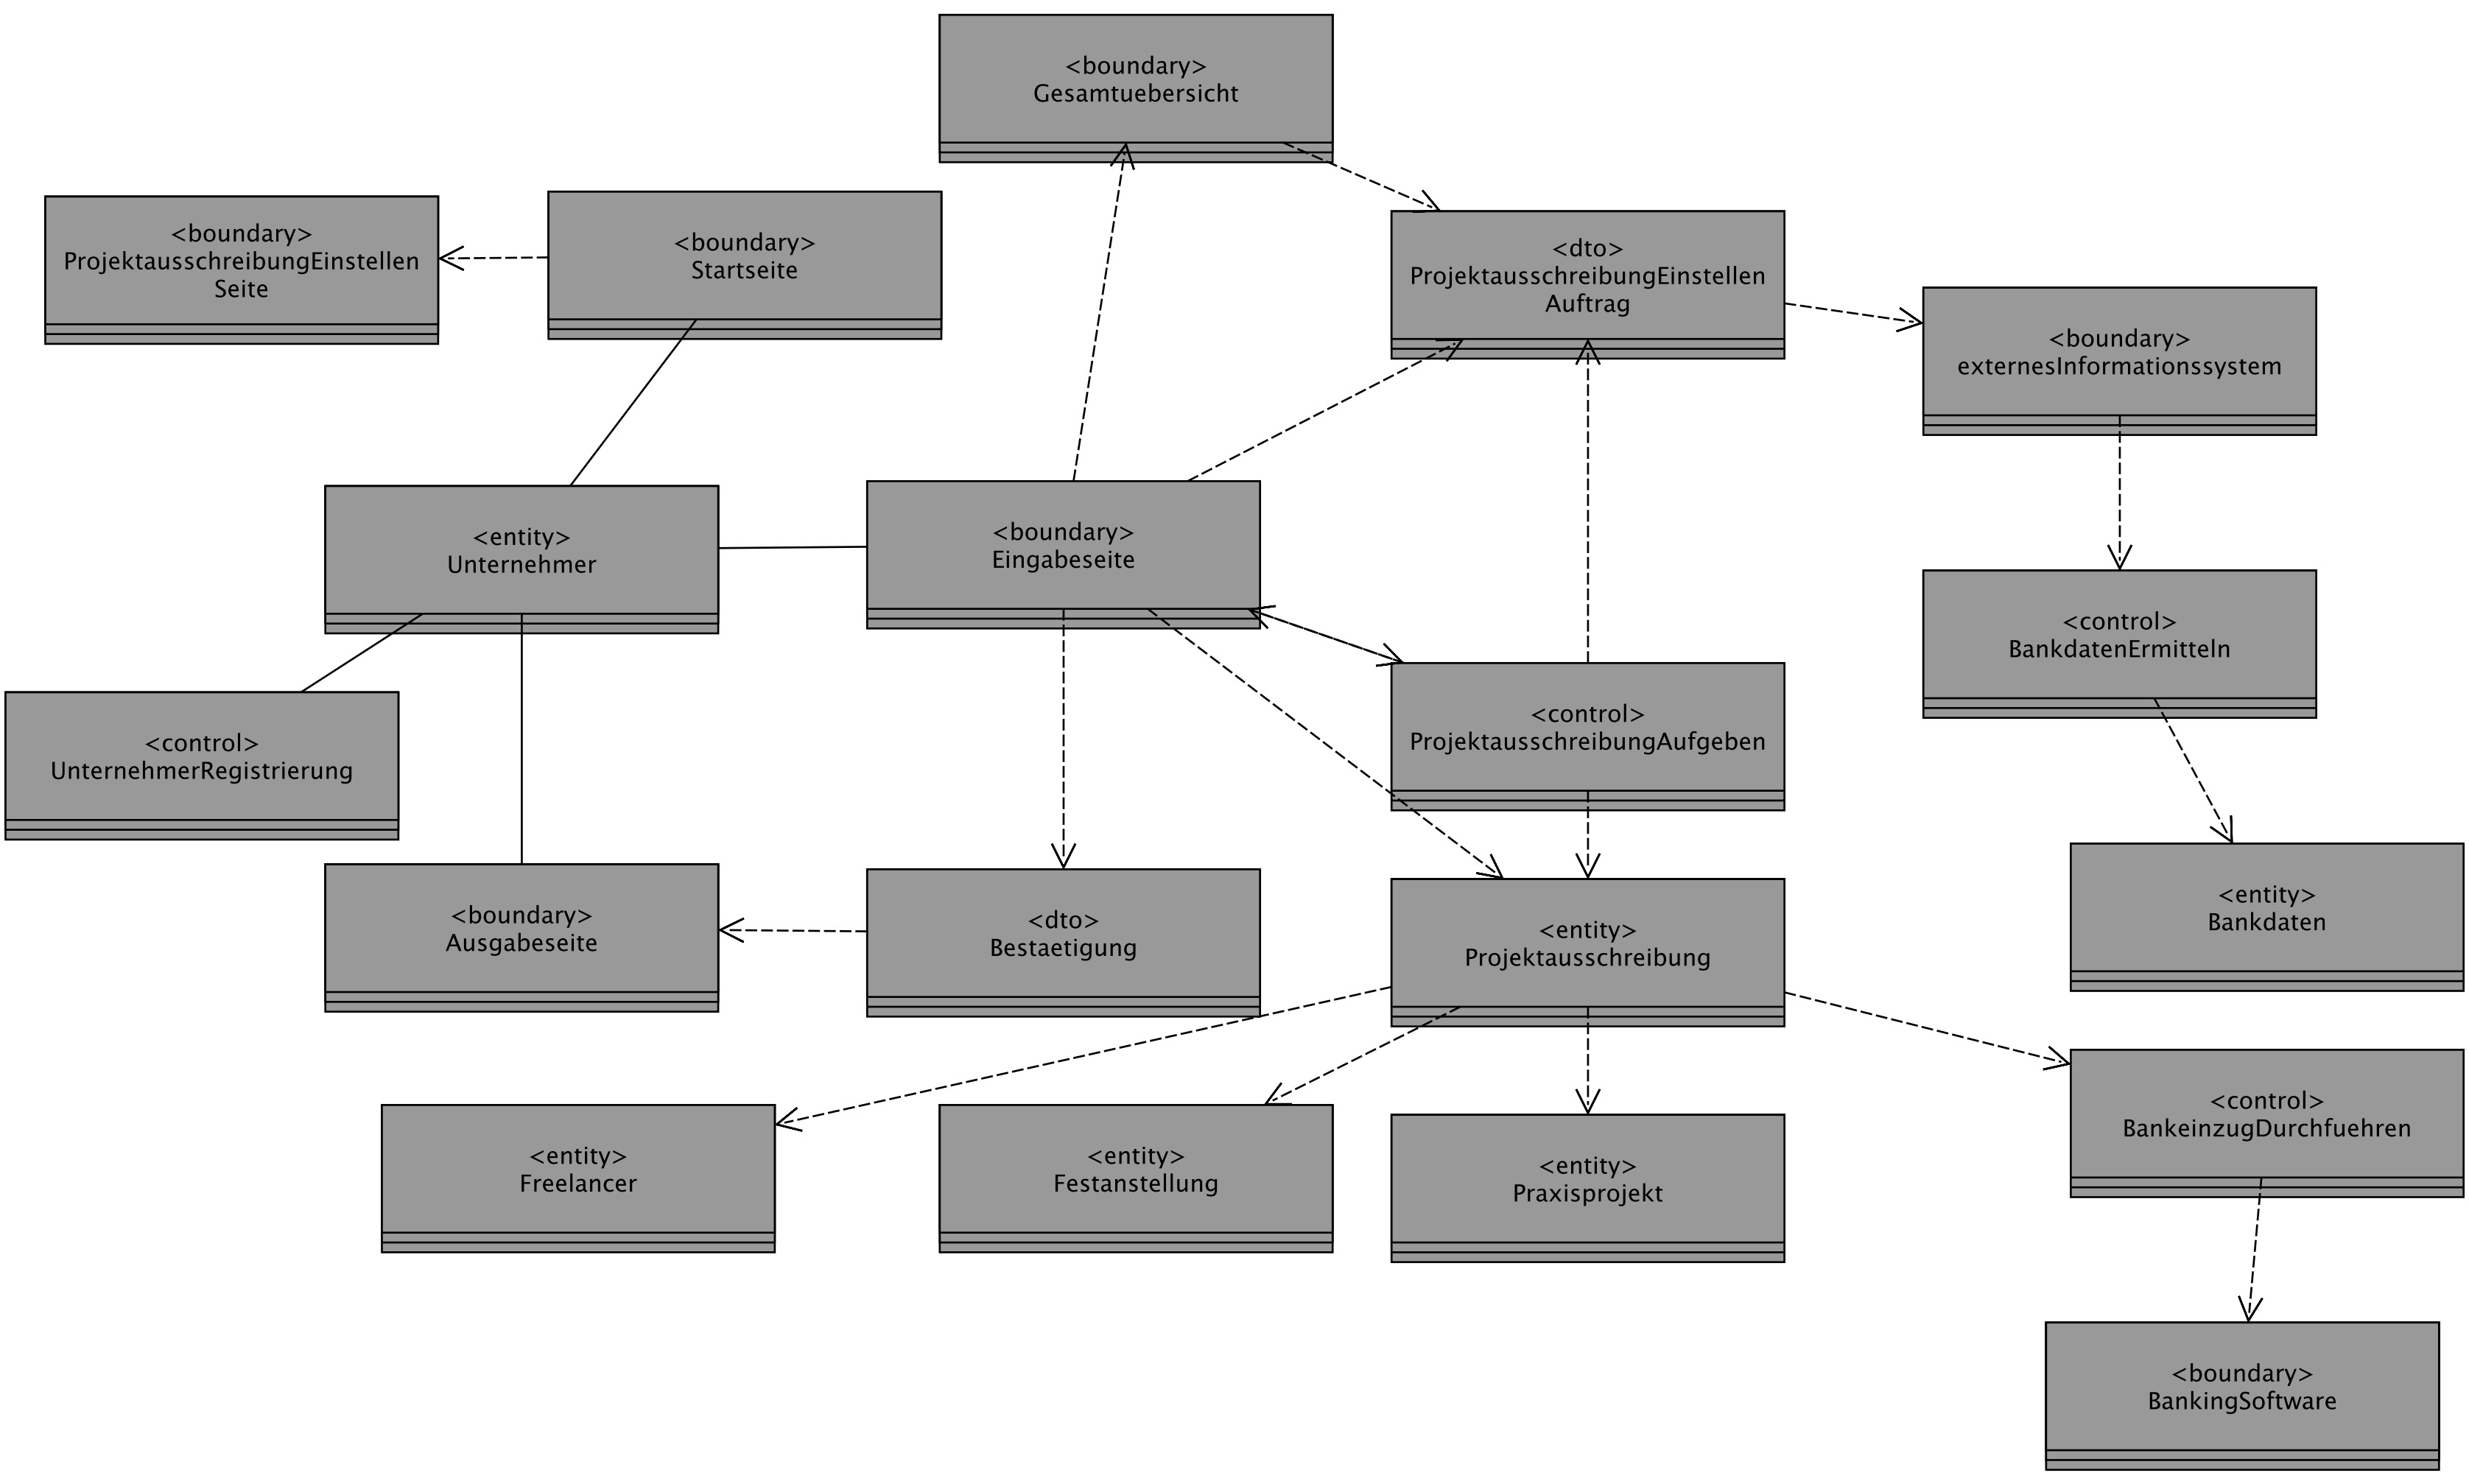 <boundary>
Gesamtuebersicht
<boundary>
ProjektausschreibungEinstellen
Seite
<boundary>
Startseite
<dto>
ProjektausschreibungEinstellen
Auftrag
<boundary>
externesInformationssystem
<entity>
Unternehmer
<boundary>
Eingabeseite
<control>
BankdatenErmitteln
<control>
UnternehmerRegistrierung
<control>
ProjektausschreibungAufgeben
<boundary>
Ausgabeseite
<dto>
Bestaetigung
<entity>
Projektausschreibung
<entity>
Bankdaten
<entity>
Freelancer
<entity>
Festanstellung
<entity>
Praxisprojekt
<control>
BankeinzugDurchfuehren
<boundary>
BankingSoftware